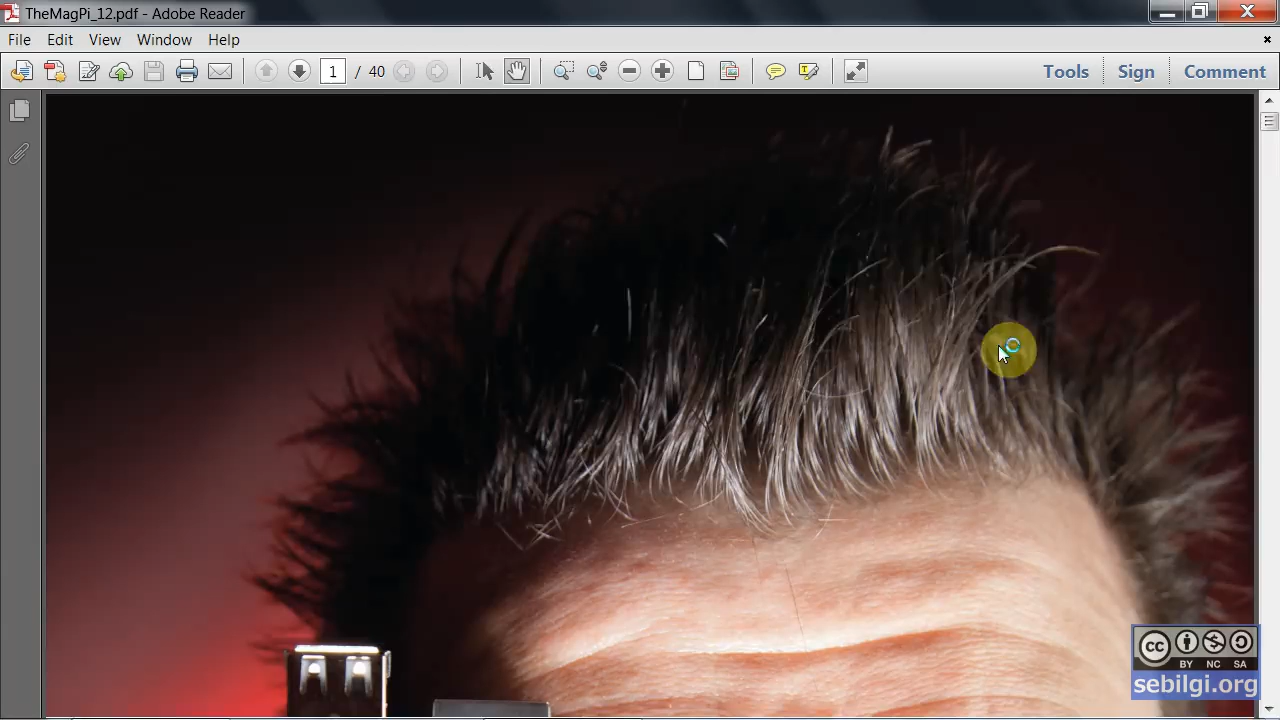 TheMagPi_12.pdf - Adobe Reader
File Edit View Window Help
1 / 40
Tools Sign Comment
cc
BY NC SA
sebilgi.org